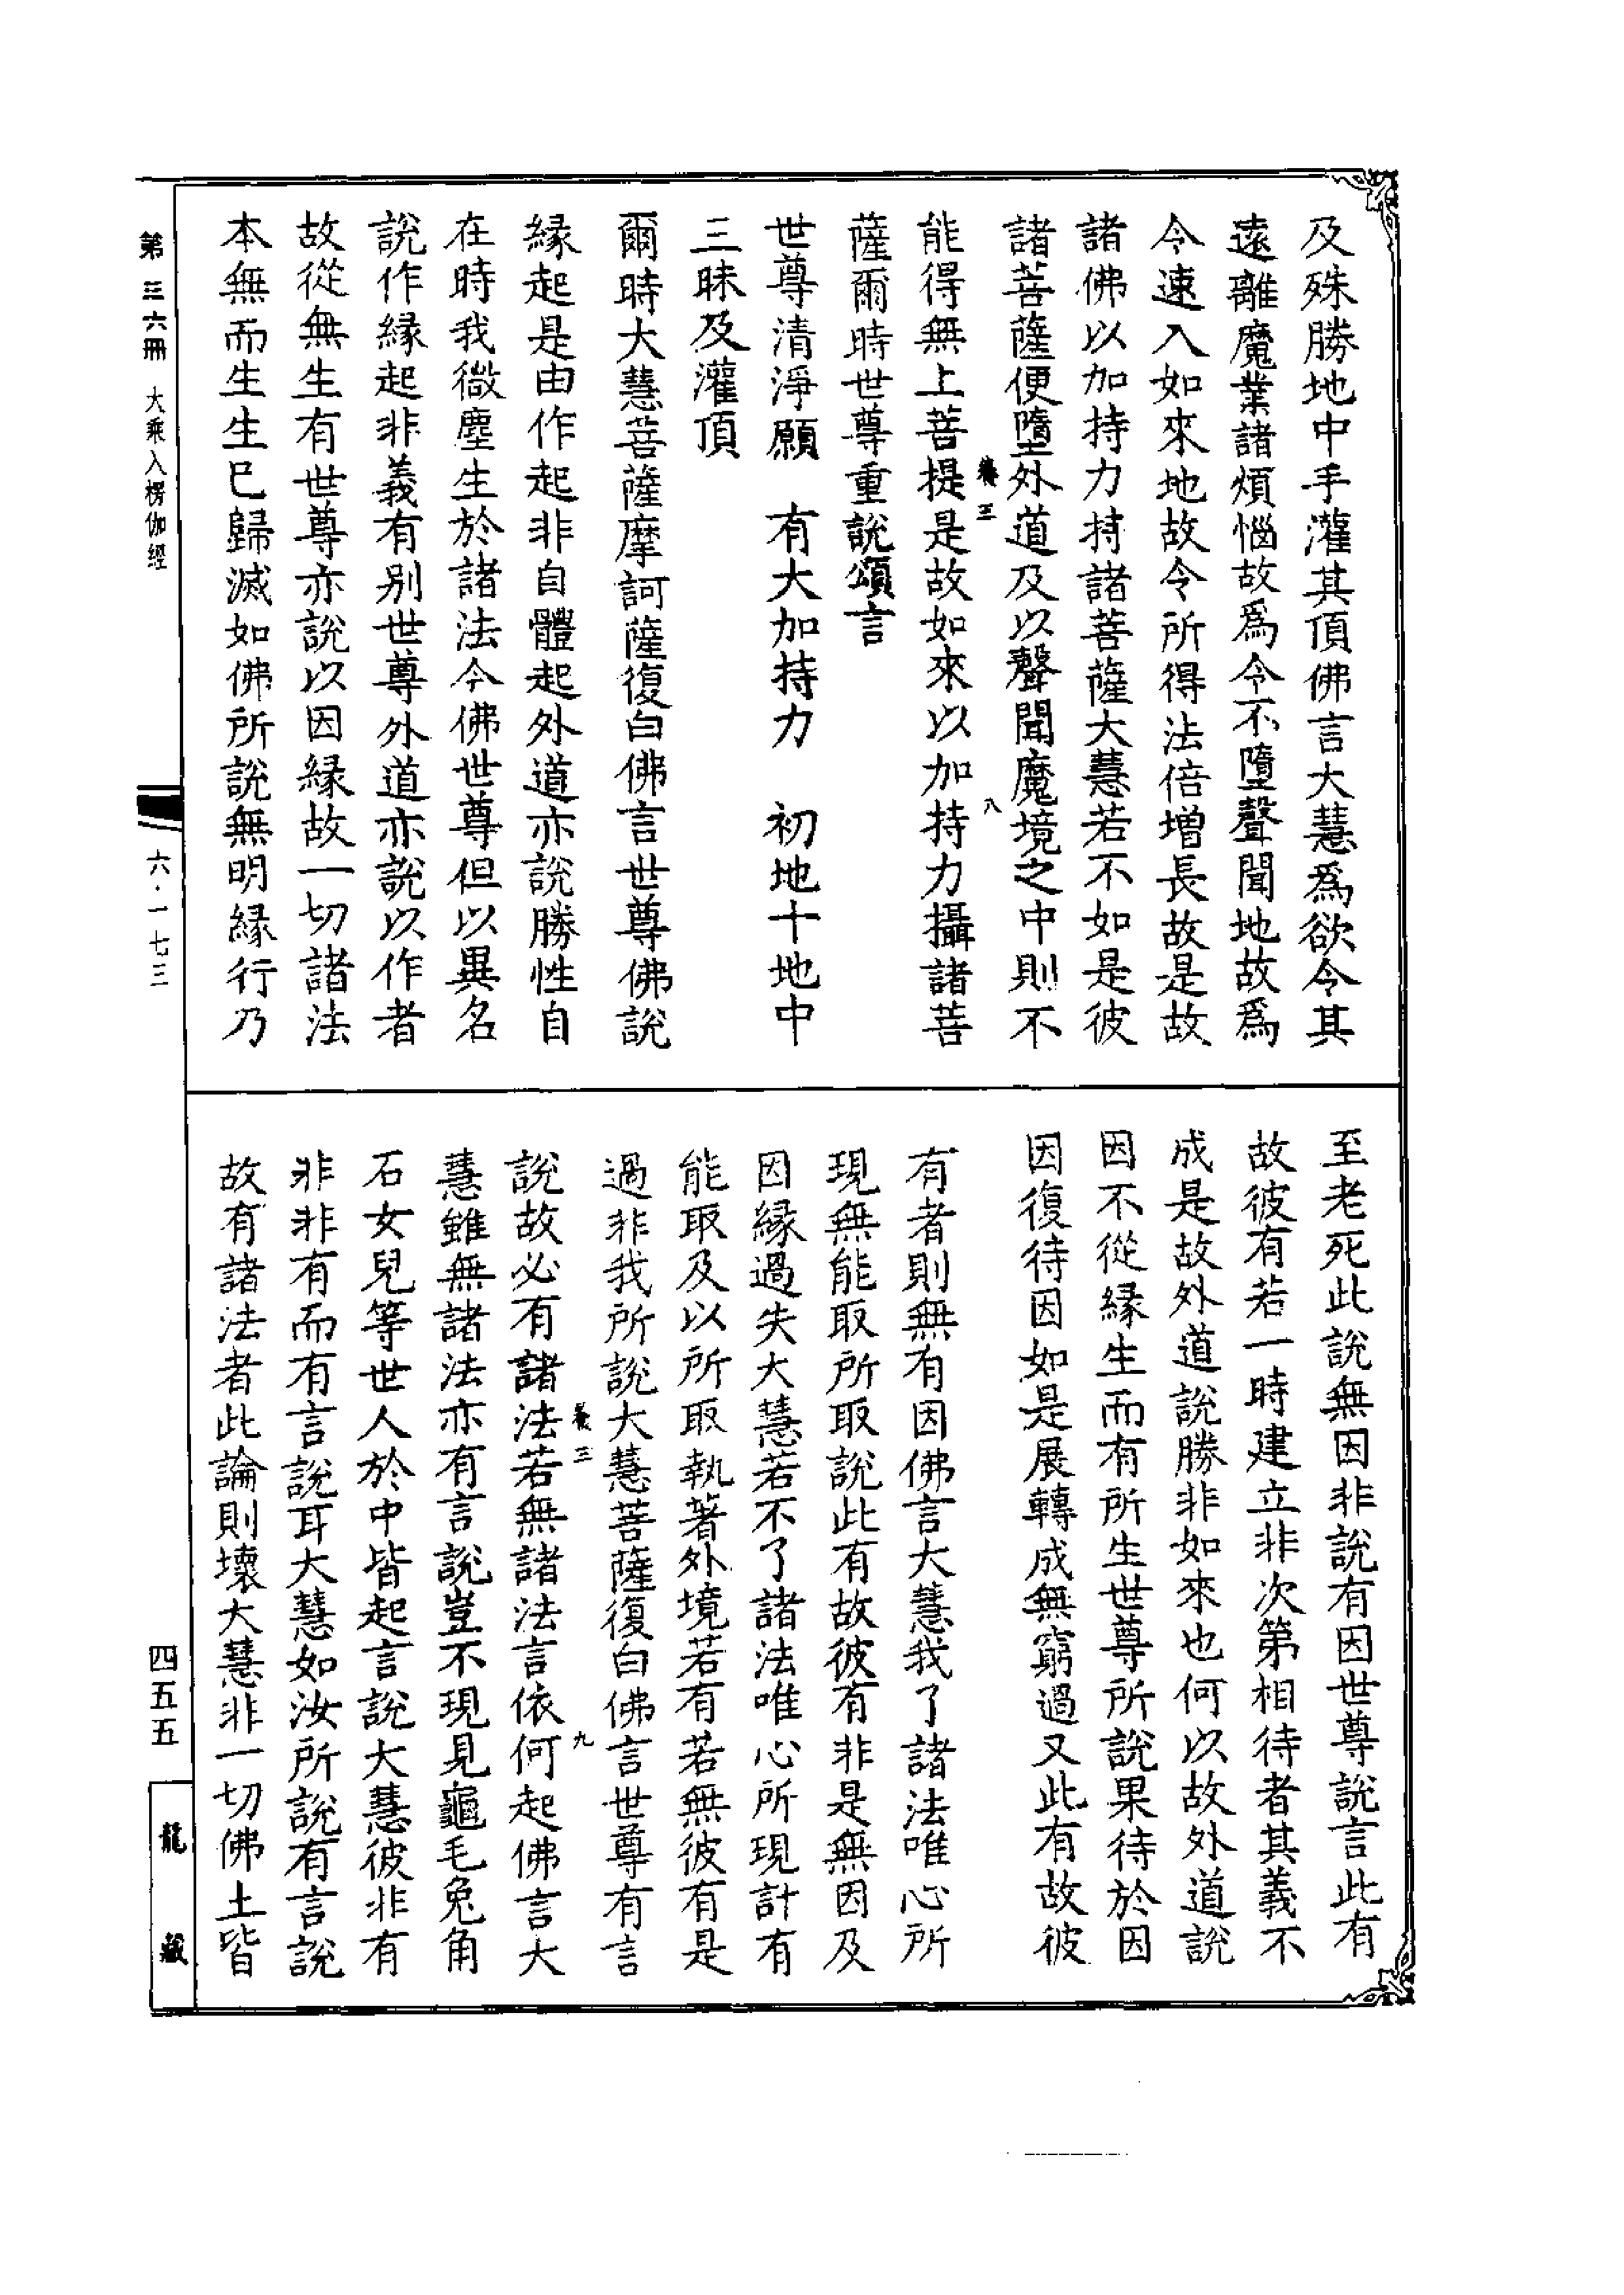 及殊勝地中手灌其頂佛言大慧爲欲令其
遠離魔業諸煩惱故爲令不墮聲聞地故爲
令速入如來地故令所得法倍增長故是故
諸佛以加持力持諸菩薩大慧若不如是彼
諸菩薩便墮外道及以聲聞魔境之中則不
養三 八
能得無上菩提是故如來以加持力攝諸菩
薩爾時世尊重說頌言
世尊清淨願 有大加持力 初地十地中
三昧及灌頂
爾時大慧菩薩摩訶薩復白佛言世尊佛說
緣起是由作起非自體起外道亦說勝性自
在時我微塵生於諸法今佛世尊但以異名
說作緣起非義有別世尊外道亦說以作者
故從無生有世尊亦說以因緣故一切諸法
本無而生生已歸滅如佛所說無明緣行乃
至老死此說無因非說有因世尊說言此有
故彼有若一時建立非次第相待者其義不
成是故外道說勝非如來也何以故外道說
因不從緣生而有所生世尊所說果待於因
因復待因如是展轉成無窮過又此有故彼
有者則無有因佛言大慧我了諸法唯心所
現無能取所取說此有故彼有非是無因及
因緣過失大慧若不了諸法唯心所現計有
能取及以所取執著外境若有若無彼有是
過非我所說大慧菩薩復白佛言世尊有言
養三 九
說故必有諸法若無諸法言依何起佛言大
慧雖無諸法亦有言說豈不現見龜毛兔角
石女兒等世人於中皆起言說大慧彼非有
非非有而有言說耳大慧如汝所說有言說
故有諸法者此論則壞大慧非一切佛土皆
第三六冊 大乘入楞伽經
六·一七三
四五五
龍藏